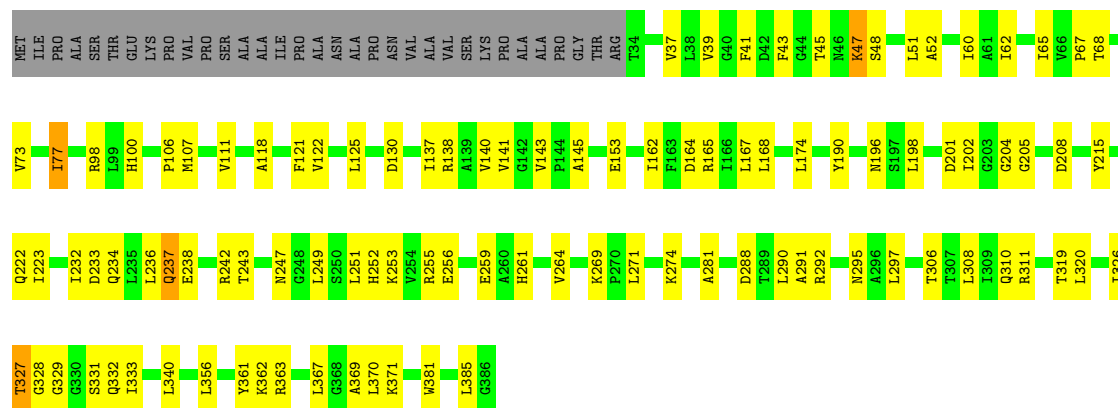 MET ILE PRO ALA SER THR GLU LYS PRO VAL PRO SER ALA ALA ILE PRO ALA ASN ALA PRO ASN VAL ALA VAL SER LYS PRO ALA ALA PRO GLY THR ARG T34 V37 L38 V39 G40 F41 D42 F43 G44 T45 N46 K47 S48 L51 A52 I60 A61 I62 I65 V66 P67 T68
V73 I77 R98 L99 H100 P106 M107 V111 A118 F121 V122 L125 D130 I137 R138 A139 V140 V141 G142 V143 P144 A145 E153 I162 F163 D164 R165 I166 L167 L168 L174 Y190 N196 S197 L198 D201 I202 G203 G204 G205 D208 Y215
Q222 I223 I232 D233 Q234 L235 L236 Q237 E238 R242 T243 N247 G248 L249 S250 L251 H252 K253 V254 R255 E256 E259 A260 H261 V264 K269 P270 L271 K274 A281 D288 T289 L290 A291 R292 N295 A296 L297 T306 T307 L308 I309 Q310 R311 T319 L320 I326
T327 G328 G329 G330 S331 Q332 I333 L340 L356 Y361 K362 R363 L367 G368 A369 L370 K371 W381 L385 G386